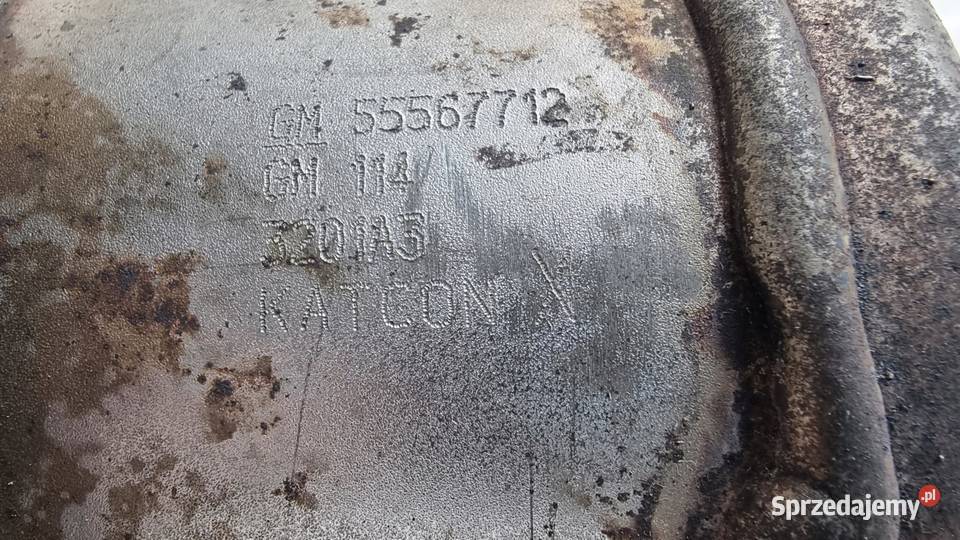 GM 55567712
GM 114
3201A3
KATCON X
Sprzedajemy.pl